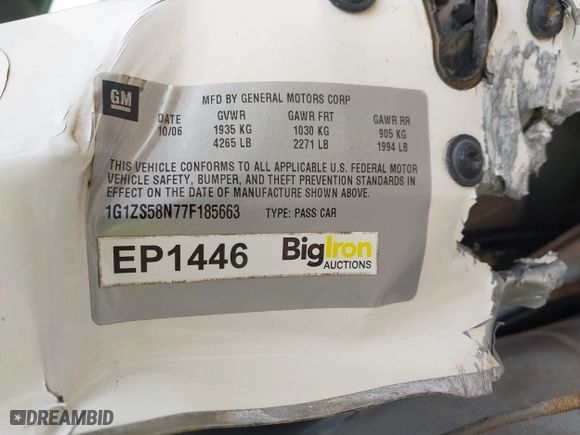 GM
MFD BY GENERAL MOTORS CORP
DATE GVWR GAWR FRT GAWR RR
10/06 1935 KG 1030 KG 905 KG
4265 LB 2271 LB 1994 LB
THIS VEHICLE CONFORMS TO ALL APPLICABLE U.S. FEDERAL MOTOR
VEHICLE SAFETY, BUMPER, AND THEFT PREVENTION STANDARDS IN
EFFECT ON THE DATE OF MANUFACTURE SHOWN ABOVE.
1G1ZS58N77F185663 TYPE: PASS CAR
EP1446 BigIron
AUCTIONS
DREAMBID